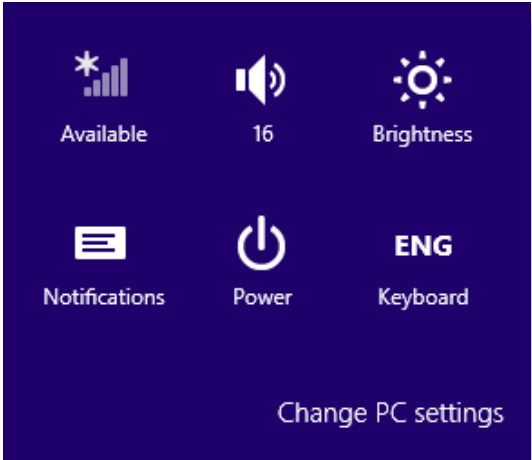 Available 16 Brightness
ENG
Notifications Power Keyboard
Change PC settings